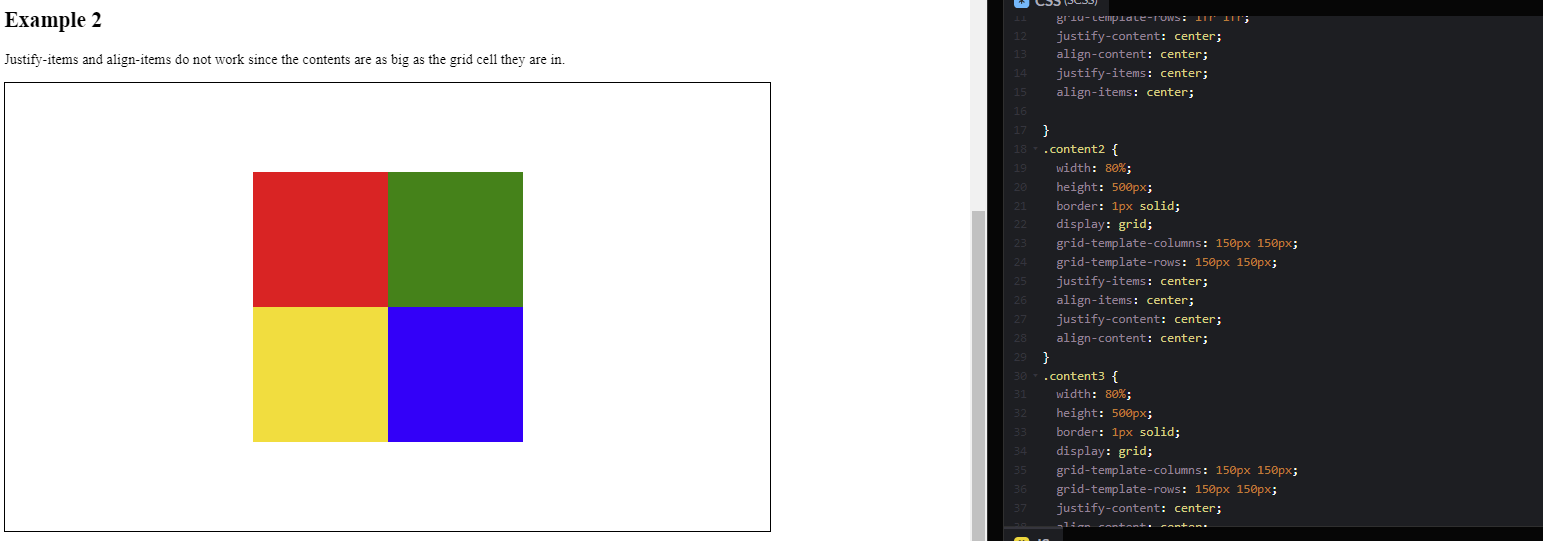 Example 2
Justify-items and align-items do not work since the contents are as big as the grid cell they are in.
CSS (SCSS)
11 grid-template-rows: 1fr 1fr;
12 justify-content: center;
13 align-content: center;
14 justify-items: center;
15 align-items: center;
16
17 }
18 .content2 {
19 width: 80%;
20 height: 500px;
21 border: 1px solid;
22 display: grid;
23 grid-template-columns: 150px 150px;
24 grid-template-rows: 150px 150px;
25 justify-items: center;
26 align-items: center;
27 justify-content: center;
28 align-content: center;
29 }
30 .content3 {
31 width: 80%;
32 height: 500px;
33 border: 1px solid;
34 display: grid;
35 grid-template-columns: 150px 150px;
36 grid-template-rows: 150px 150px;
37 justify-content: center;
38 align-content: center;
JS